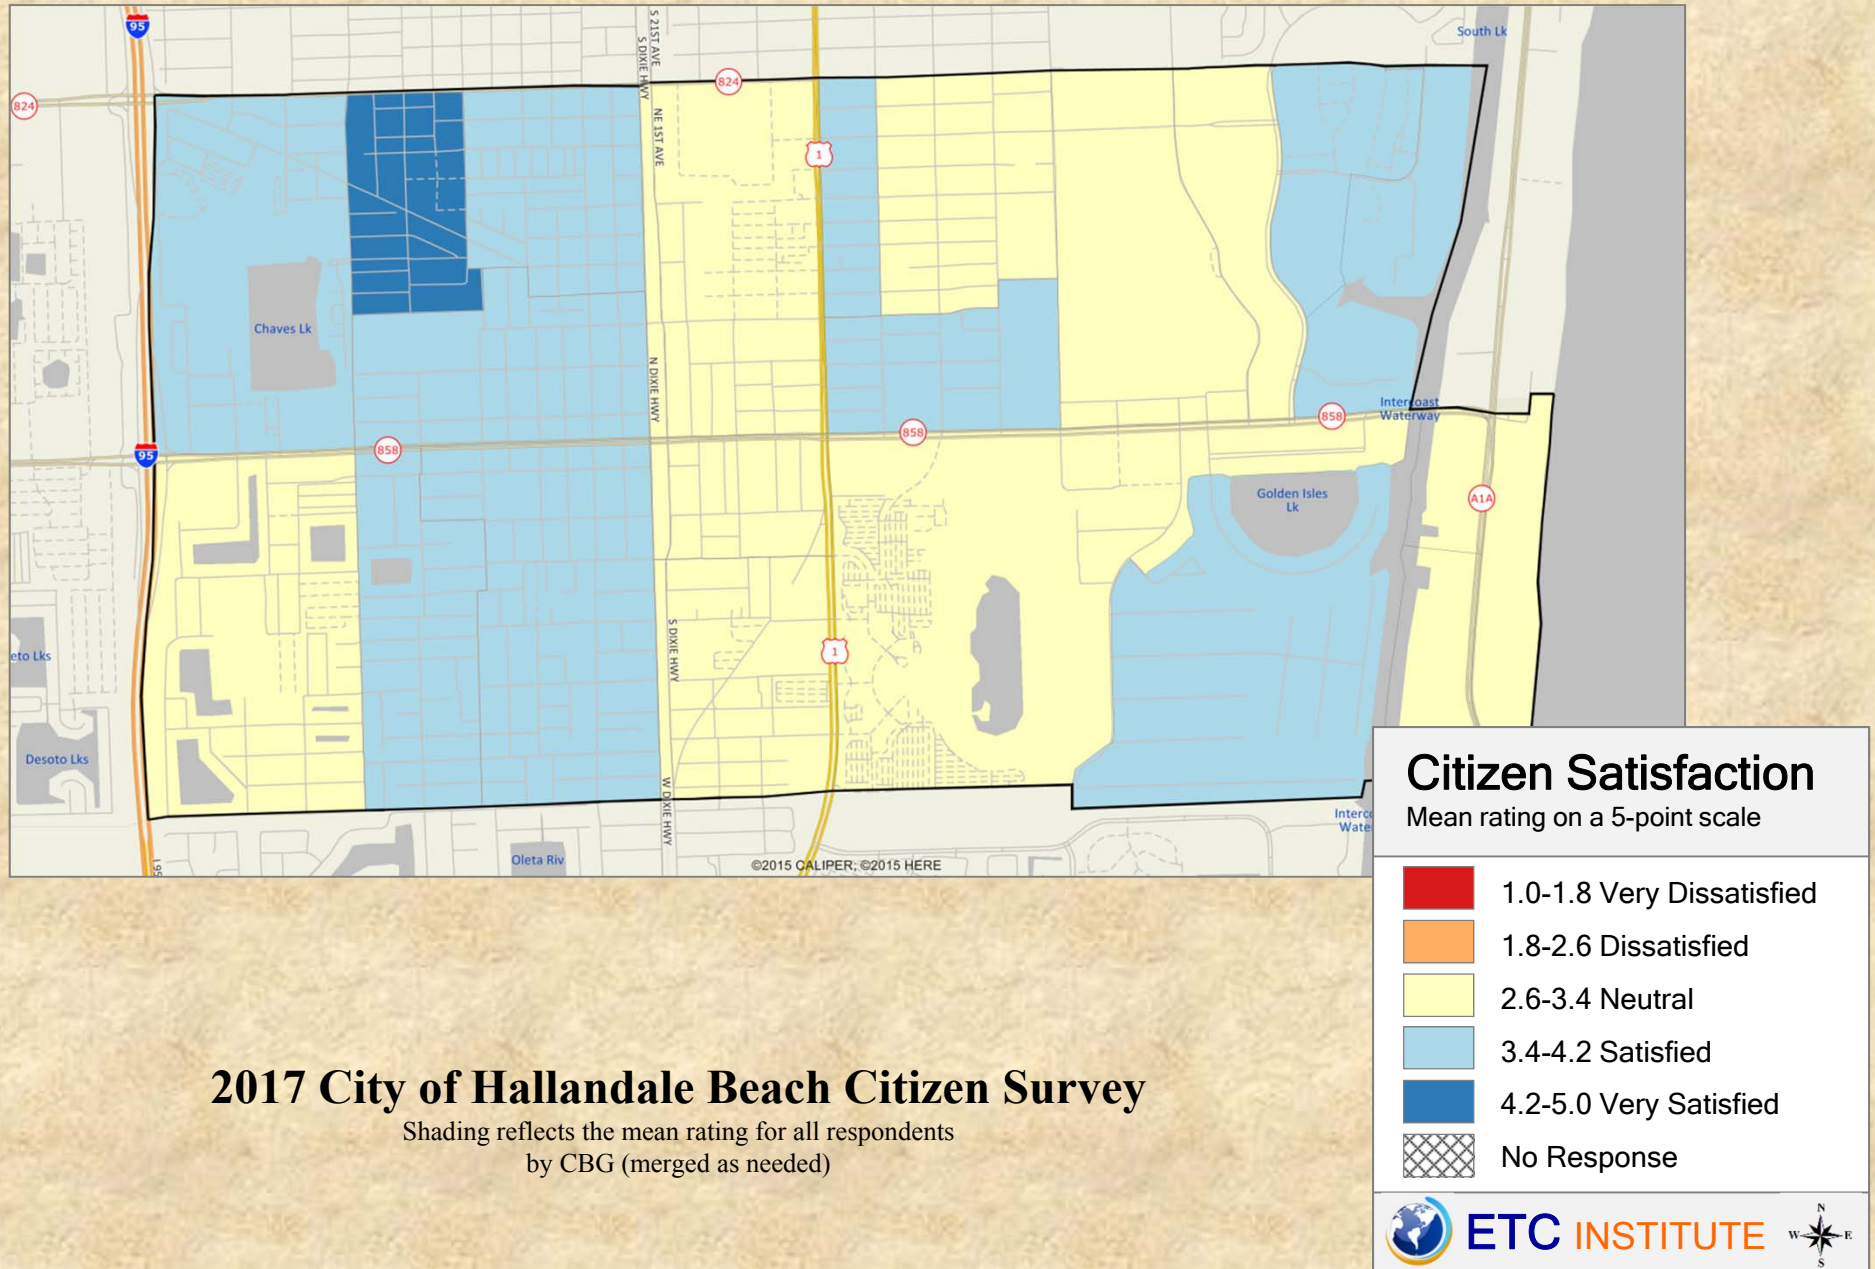 95
South Lk
S 21ST AVE
S DIXIE HWY
824
824
NE 1ST AVE
1
Chaves Lk
N DIXIE HWY
Intercoast
Waterway
858
858
858
95
Golden Isles
Lk
A1A
S DIXIE HWY
1
eto Lks
Desoto Lks
W DIXIE HWY
Interc
Wate
Oleta Riv
I 95
©2015 CALIPER; ©2015 HERE
Citizen Satisfaction
Mean rating on a 5-point scale
1.0-1.8 Very Dissatisfied
1.8-2.6 Dissatisfied
2.6-3.4 Neutral
3.4-4.2 Satisfied
4.2-5.0 Very Satisfied
No Response
2017 City of Hallandale Beach Citizen Survey
Shading reflects the mean rating for all respondents
by CBG (merged as needed)
ETC INSTITUTE
N
W E
S